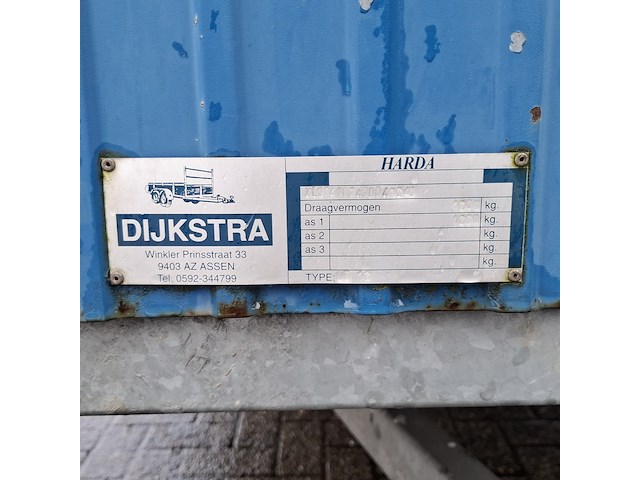 HARDA
DIJKSTRA
Winkler Prinsstraat 33
9403 AZ ASSEN
Tel. 0592-344799
kg.
Draagvermogen kg.
as 1 kg.
as 2 kg.
as 3 kg.
TYPE